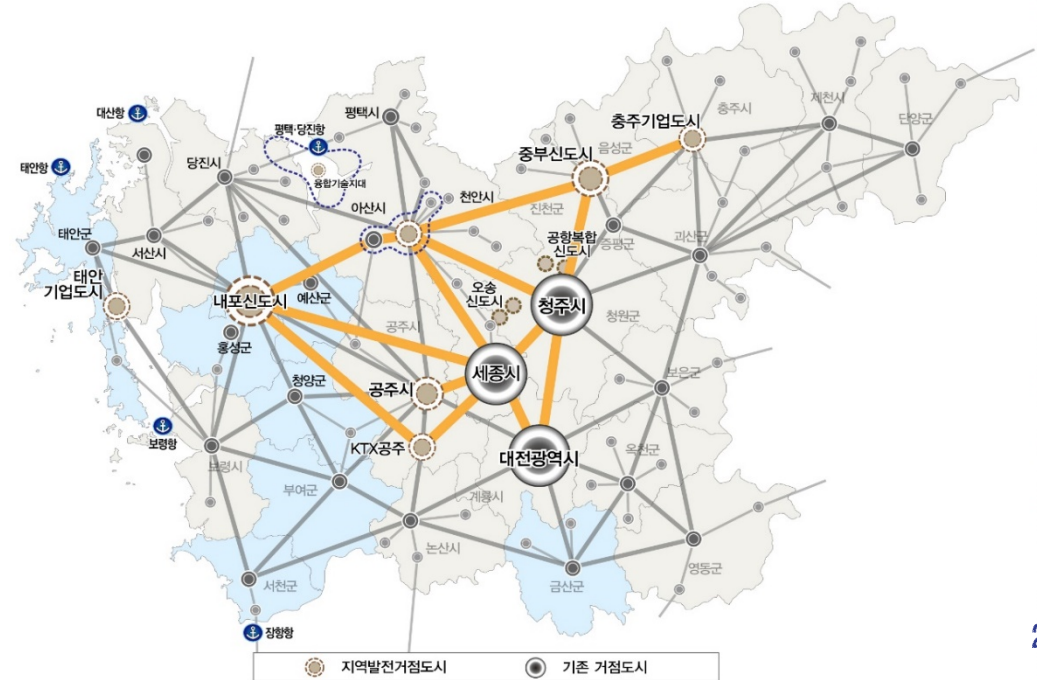 대산항
평택시
평택·당진항
태안항
당진시
융합기술지대
아산시
천안시
충주기업도시
충주시
제천시
단양군
중부신도시
음성군
진천군
증평군
괴산군
공항복합
신도시
태안군
서산시
태안
기업도시
내포신도시
예산군
홍성군
공주시
오송
신도시
청주시
청원군
세종시
청양군
공주시
보은군
KTX공주
대전광역시
옥천군
보령항
보령시
부여군
계룡시
논산시
영동군
서천군
금산군
장항항
지역발전거점도시
기존 거점도시
2